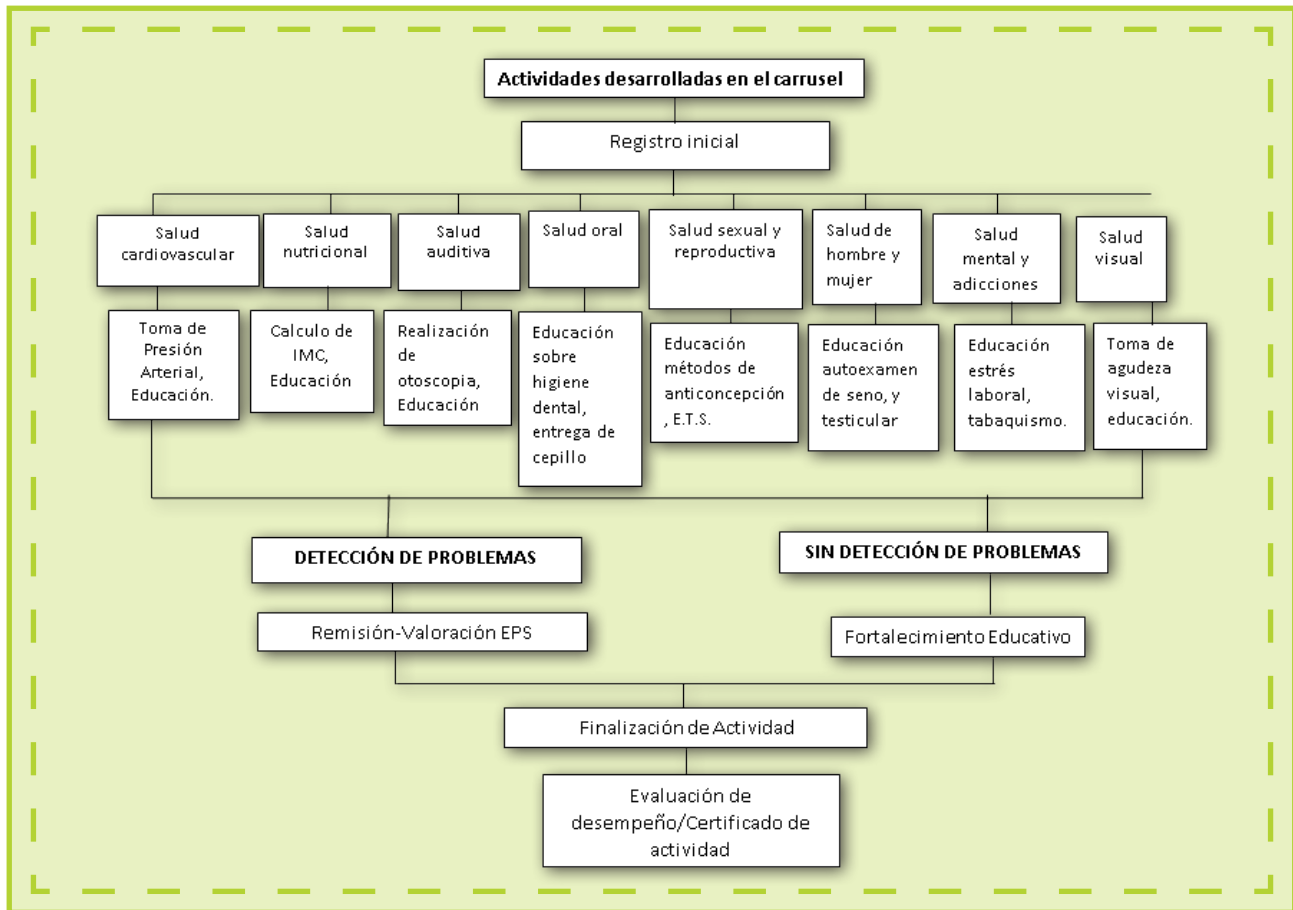 Actividades desarrolladas en el carrusel
Registro inicial
Salud
cardiovascular
Salud
nutricional
Salud
auditiva
Salud oral
Salud sexual y
reproductiva
Salud de
hombre y
mujer
Salud
mental y
adicciones
Salud
visual
Toma de
Presión
Arterial,
Educación.
Calculo de
IMC,
Educación
Realización
de
otoscopia,
Educación
Educación
sobre
higiene
dental,
entrega de
cepillo
Educación
métodos de
anticoncepción
, E.T.S.
Educación
autoexamen
de seno, y
testicular
Educación
estrés
laboral,
tabaquismo.
Toma de
agudeza
visual,
educación.
DETECCIÓN DE PROBLEMAS
SIN DETECCIÓN DE PROBLEMAS
Remisión-Valoración EPS
Fortalecimiento Educativo
Finalización de Actividad
Evaluación de
desempeño/Certificado de
actividad